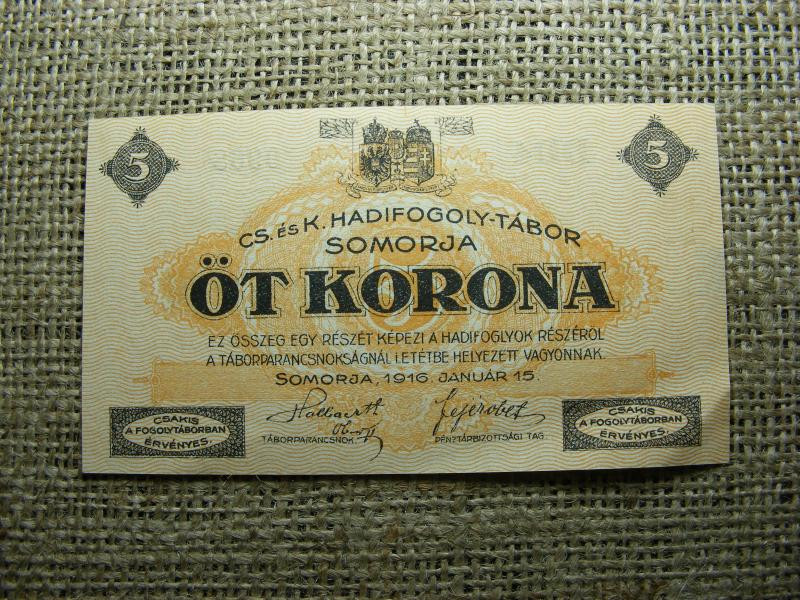 5
5
CS. ÉS K. HADIFOGOLY-TÁBOR
SOMORJA
ÖT KORONA
EZ ÖSSZEG EGY RÉSZÉT KÉPEZI A HADIFOGLYOK RÉSZÉRŐL
A TÁBORPARANCSNOKSÁGNÁL LETÉTBE HELYEZETT VAGYONNAK.
SOMORJA, 1916. JANUÁR 15.
CSAKIS
A FOGOLYTÁBORBAN
ÉRVÉNYES.
TÁBORPARANCSNOK
PÉNZTÁRBIZOTTSÁGI TAG.
CSAKIS
A FOGOLYTÁBORBAN
ÉRVÉNYES.